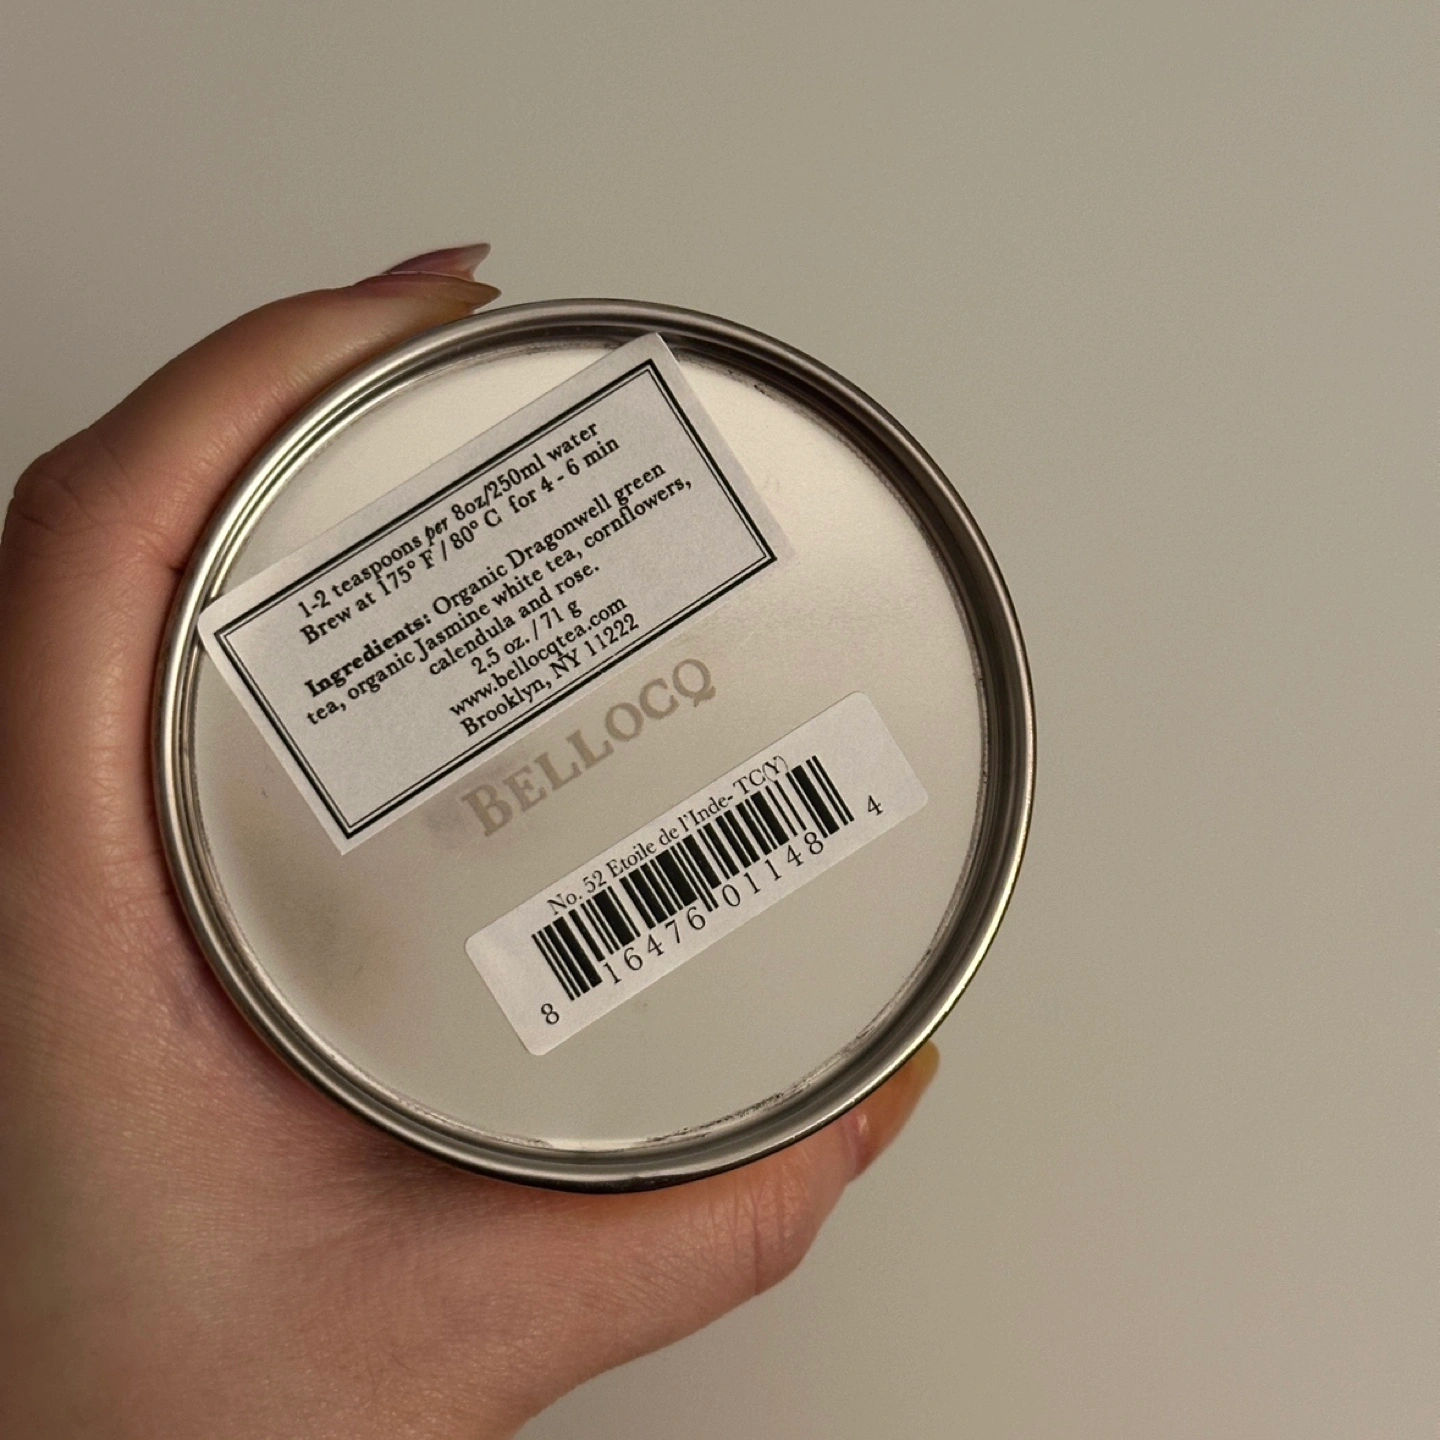 1-2 teaspoons per 8oz/250ml water
Brew at 175° F / 80° C for 4 - 6 min
Ingredients: Organic Dragonwell green
tea, organic Jasmine white tea, cornflowers,
calendula and rose.
2.5 oz. / 71 g
www.bellocqtea.com
Brooklyn, NY 11222
BELLOCQ
No. 52 Etoile de l'Inde- TC(Y)
8 16476 01148 4